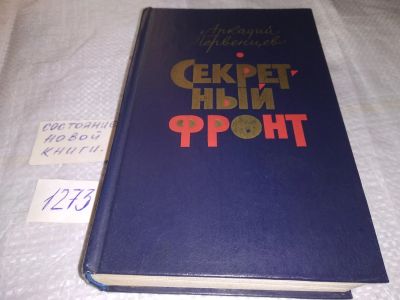 Аркадий
Первенцев
СЕКРЕТ-
НЫЙ
ФРОНТ
состояние
новой
книги.
1273